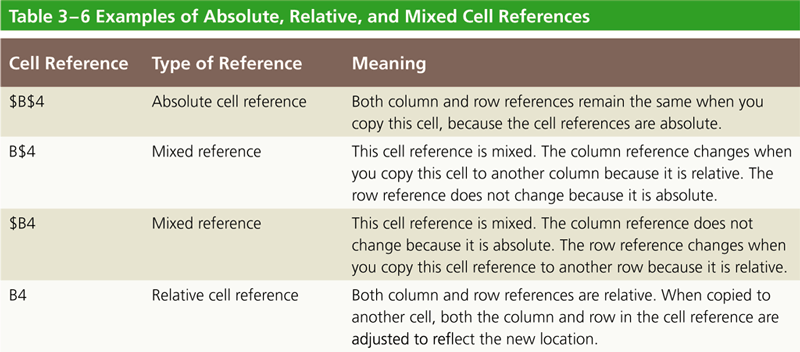 Table 3–6 Examples of Absolute, Relative, and Mixed Cell References
Cell Reference Type of Reference Meaning
$B$4 Absolute cell reference Both column and row references remain the same when you
copy this cell, because the cell references are absolute.
B$4 Mixed reference This cell reference is mixed. The column reference changes when
you copy this cell to another column because it is relative. The
row reference does not change because it is absolute.
$B4 Mixed reference This cell reference is mixed. The column reference does not
change because it is absolute. The row reference changes when
you copy this cell reference to another row because it is relative.
B4 Relative cell reference Both column and row references are relative. When copied to
another cell, both the column and row in the cell reference are
adjusted to reflect the new location.